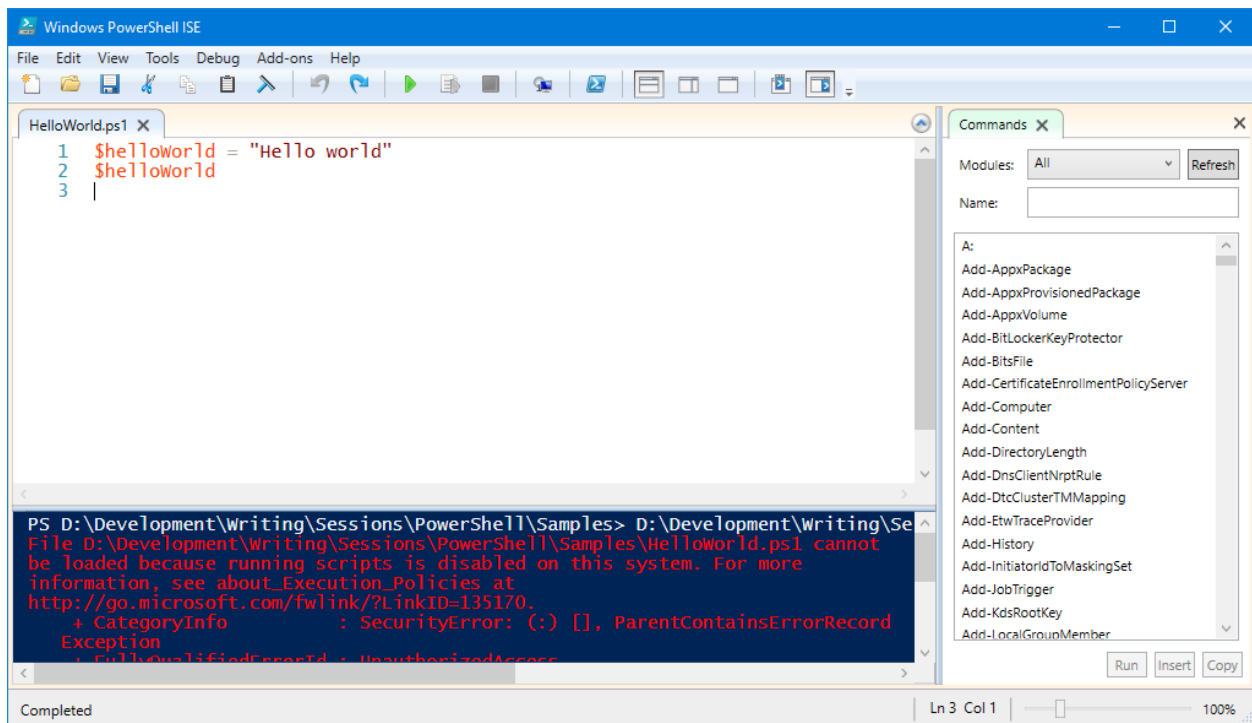 Windows PowerShell ISE
File Edit View Tools Debug Add-ons Help
HelloWorld.ps1
1 $helloWorld = "Hello world"
2 $helloWorld
3
PS D:\Development\Writing\Sessions\PowerShell\Samples> D:\Development\Writing\Se
File D:\Development\Writing\Sessions\PowerShell\Samples\HelloWorld.ps1 cannot
be loaded because running scripts is disabled on this system. For more
information, see about_Execution_Policies at
http://go.microsoft.com/fwlink/?LinkID=135170.
+ CategoryInfo : SecurityError: (:) [], ParentContainsErrorRecord
Exception
+ FullyQualifiedErrorId : UnauthorizedAccess
Commands
Modules: All Refresh
Name:
A:
Add-AppxPackage
Add-AppxProvisionedPackage
Add-AppxVolume
Add-BitLockerKeyProtector
Add-BitsFile
Add-CertificateEnrollmentPolicyServer
Add-Computer
Add-Content
Add-DirectoryLength
Add-DnsClientNrptRule
Add-DtcClusterTMMapping
Add-EtwTraceProvider
Add-History
Add-InitiatorIdToMaskingSet
Add-JobTrigger
Add-KdsRootKey
Add-LocalGroupMember
Run Insert Copy
Completed Ln 3 Col 1 100%